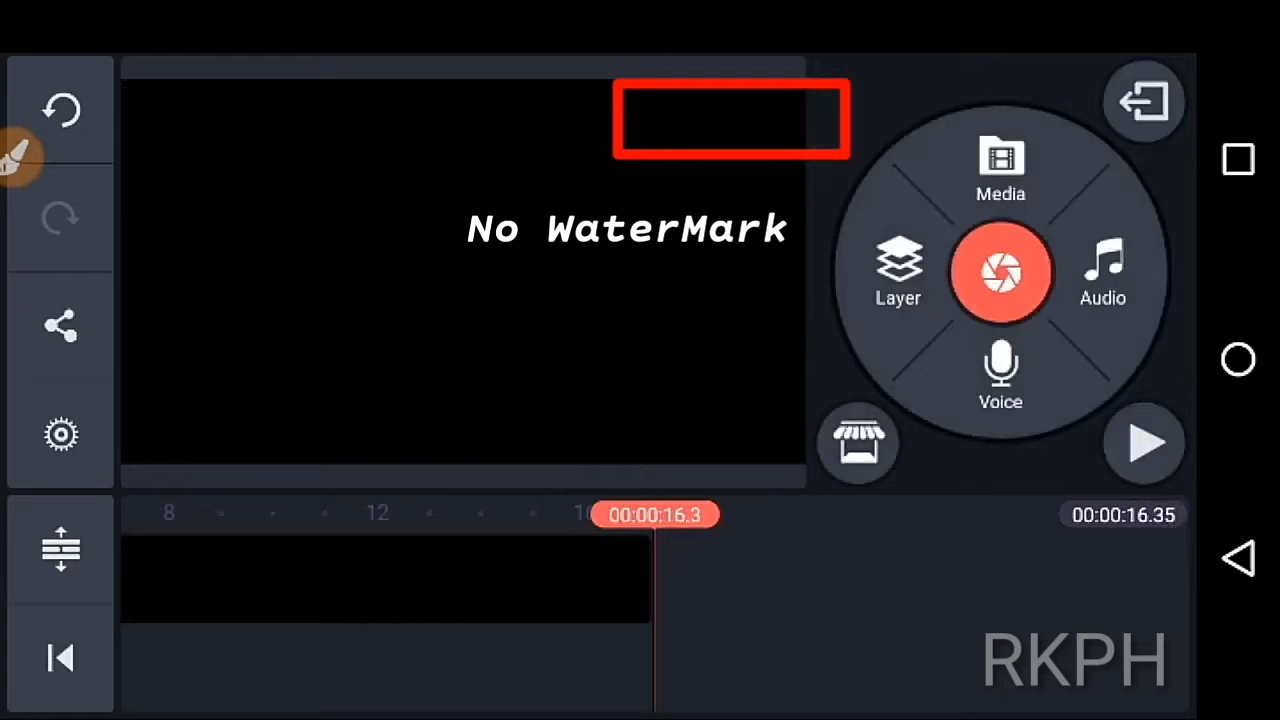 No WaterMark
Media
Layer
Audio
Voice
8
12
00:00:16.3
00:00:16.35
RKPH